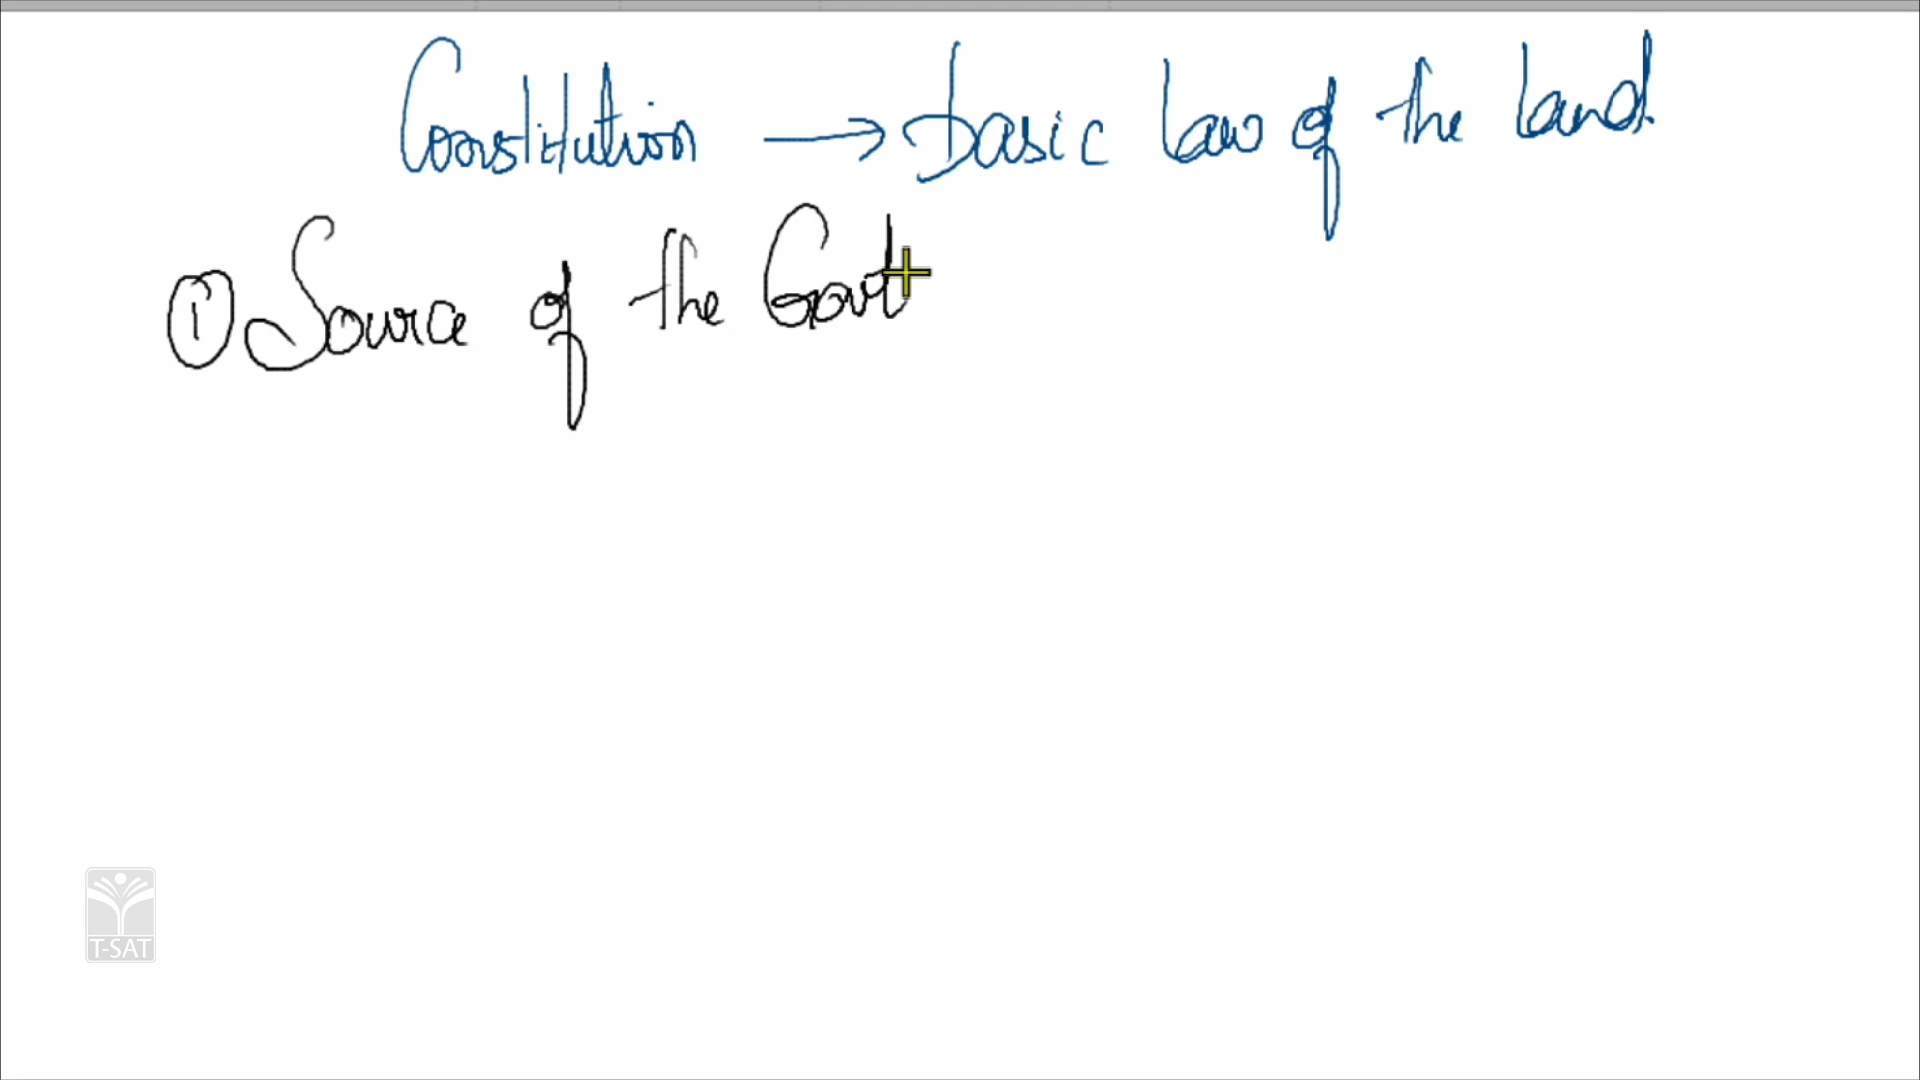 Constitution → basic law of the land
① Source of the Govt
T-SAT